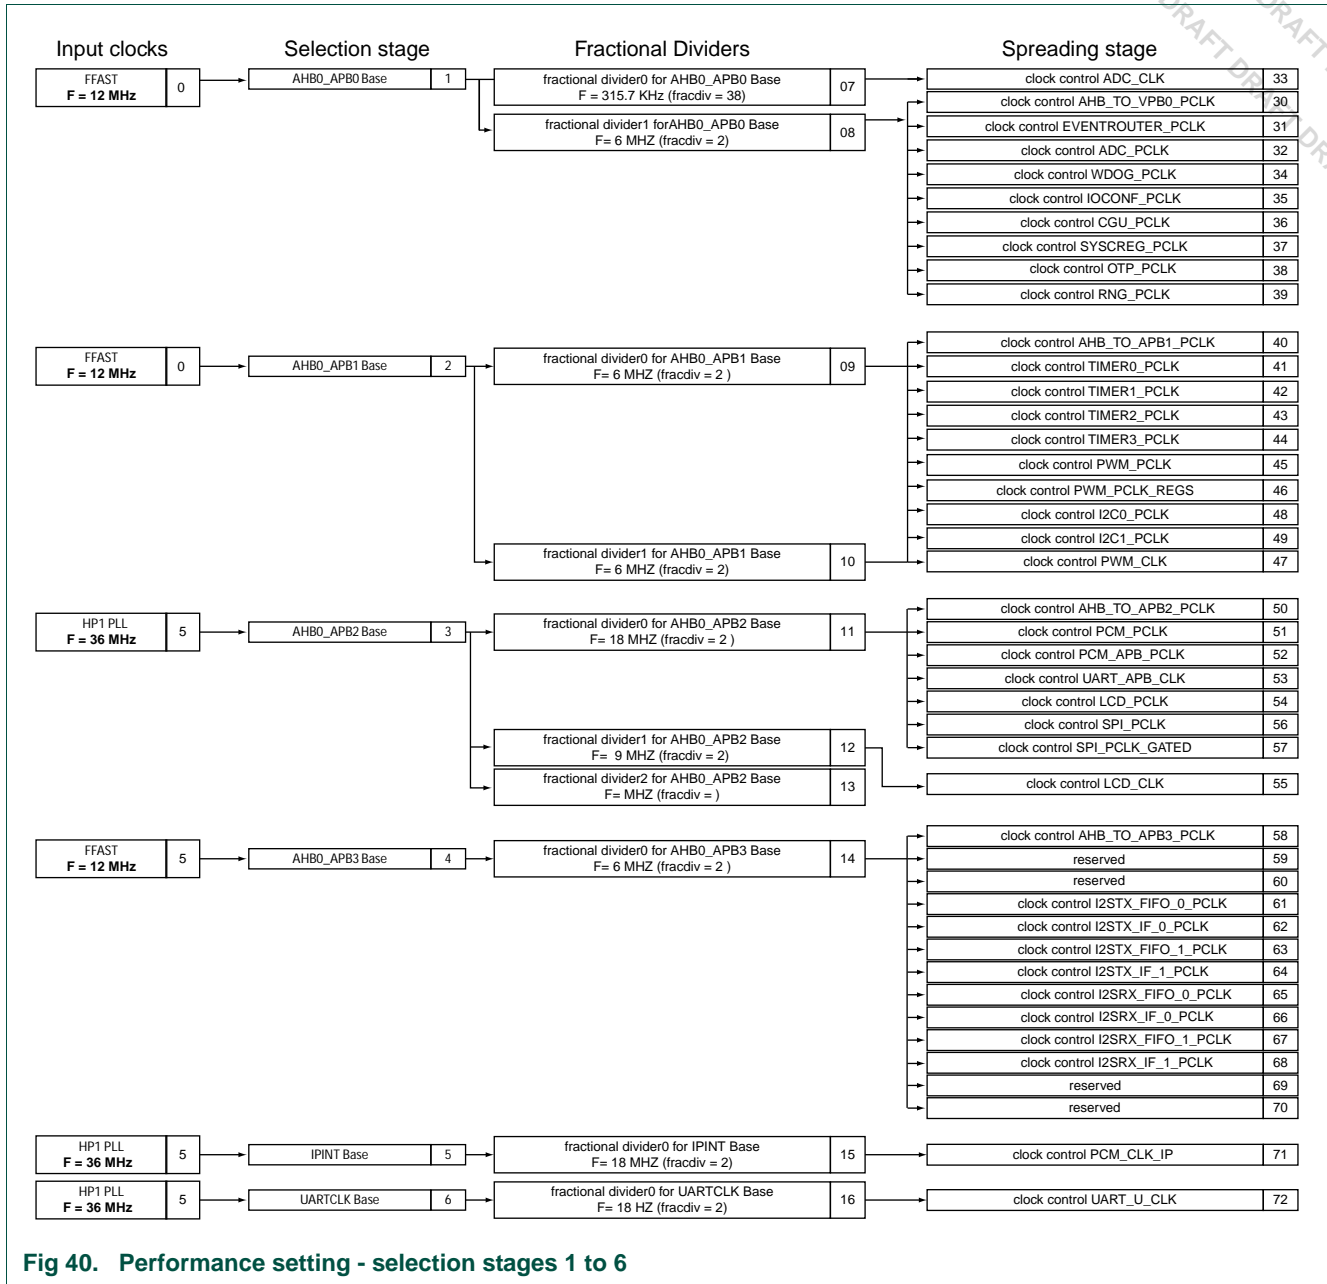 DRAFT DRAFT DRAFT
DRAFT DRAFT DRA
Input clocks
Selection stage
Fractional Dividers
Spreading stage
FFAST
F = 12 MHz
0
AHB0_APB0 Base
1
fractional divider0 for AHB0_APB0 Base
F = 315.7 KHz (fracdiv = 38)
07
fractional divider1 forAHB0_APB0 Base
F= 6 MHZ (fracdiv = 2)
08
clock control ADC_CLK 33
clock control AHB_TO_VPB0_PCLK 30
clock control EVENTROUTER_PCLK 31
clock control ADC_PCLK 32
clock control WDOG_PCLK 34
clock control IOCONF_PCLK 35
clock control CGU_PCLK 36
clock control SYSCREG_PCLK 37
clock control OTP_PCLK 38
clock control RNG_PCLK 39
FFAST
F = 12 MHz
0
AHB0_APB1 Base
2
fractional divider0 for AHB0_APB1 Base
F= 6 MHZ (fracdiv = 2 )
09
fractional divider1 for AHB0_APB1 Base
F= 6 MHZ (fracdiv = 2)
10
clock control AHB_TO_APB1_PCLK 40
clock control TIMER0_PCLK 41
clock control TIMER1_PCLK 42
clock control TIMER2_PCLK 43
clock control TIMER3_PCLK 44
clock control PWM_PCLK 45
clock control PWM_PCLK_REGS 46
clock control I2C0_PCLK 48
clock control I2C1_PCLK 49
clock control PWM_CLK 47
HP1 PLL
F = 36 MHz
5
AHB0_APB2 Base
3
fractional divider0 for AHB0_APB2 Base
F= 18 MHZ (fracdiv = 2 )
11
fractional divider1 for AHB0_APB2 Base
F=  9 MHZ (fracdiv = 2)
12
fractional divider2 for AHB0_APB2 Base
F= MHZ (fracdiv = )
13
clock control AHB_TO_APB2_PCLK 50
clock control PCM_PCLK 51
clock control PCM_APB_PCLK 52
clock control UART_APB_CLK 53
clock control LCD_PCLK 54
clock control SPI_PCLK 56
clock control SPI_PCLK_GATED 57
clock control LCD_CLK 55
FFAST
F = 12 MHz
5
AHB0_APB3 Base
4
fractional divider0 for AHB0_APB3 Base
F= 6 MHZ (fracdiv = 2 )
14
clock control AHB_TO_APB3_PCLK 58
reserved 59
reserved 60
clock control I2STX_FIFO_0_PCLK 61
clock control I2STX_IF_0_PCLK 62
clock control I2STX_FIFO_1_PCLK 63
clock control I2STX_IF_1_PCLK 64
clock control I2SRX_FIFO_0_PCLK 65
clock control I2SRX_IF_0_PCLK 66
clock control I2SRX_FIFO_1_PCLK 67
clock control I2SRX_IF_1_PCLK 68
reserved 69
reserved 70
HP1 PLL
F = 36 MHz
5
IPINT Base
5
fractional divider0 for IPINT Base
F= 18 MHZ (fracdiv = 2)
15
clock control PCM_CLK_IP 71
HP1 PLL
F = 36 MHz
5
UARTCLK Base
6
fractional divider0 for UARTCLK Base
F= 18 HZ (fracdiv = 2)
16
clock control UART_U_CLK 72
Fig 40. Performance setting - selection stages 1 to 6